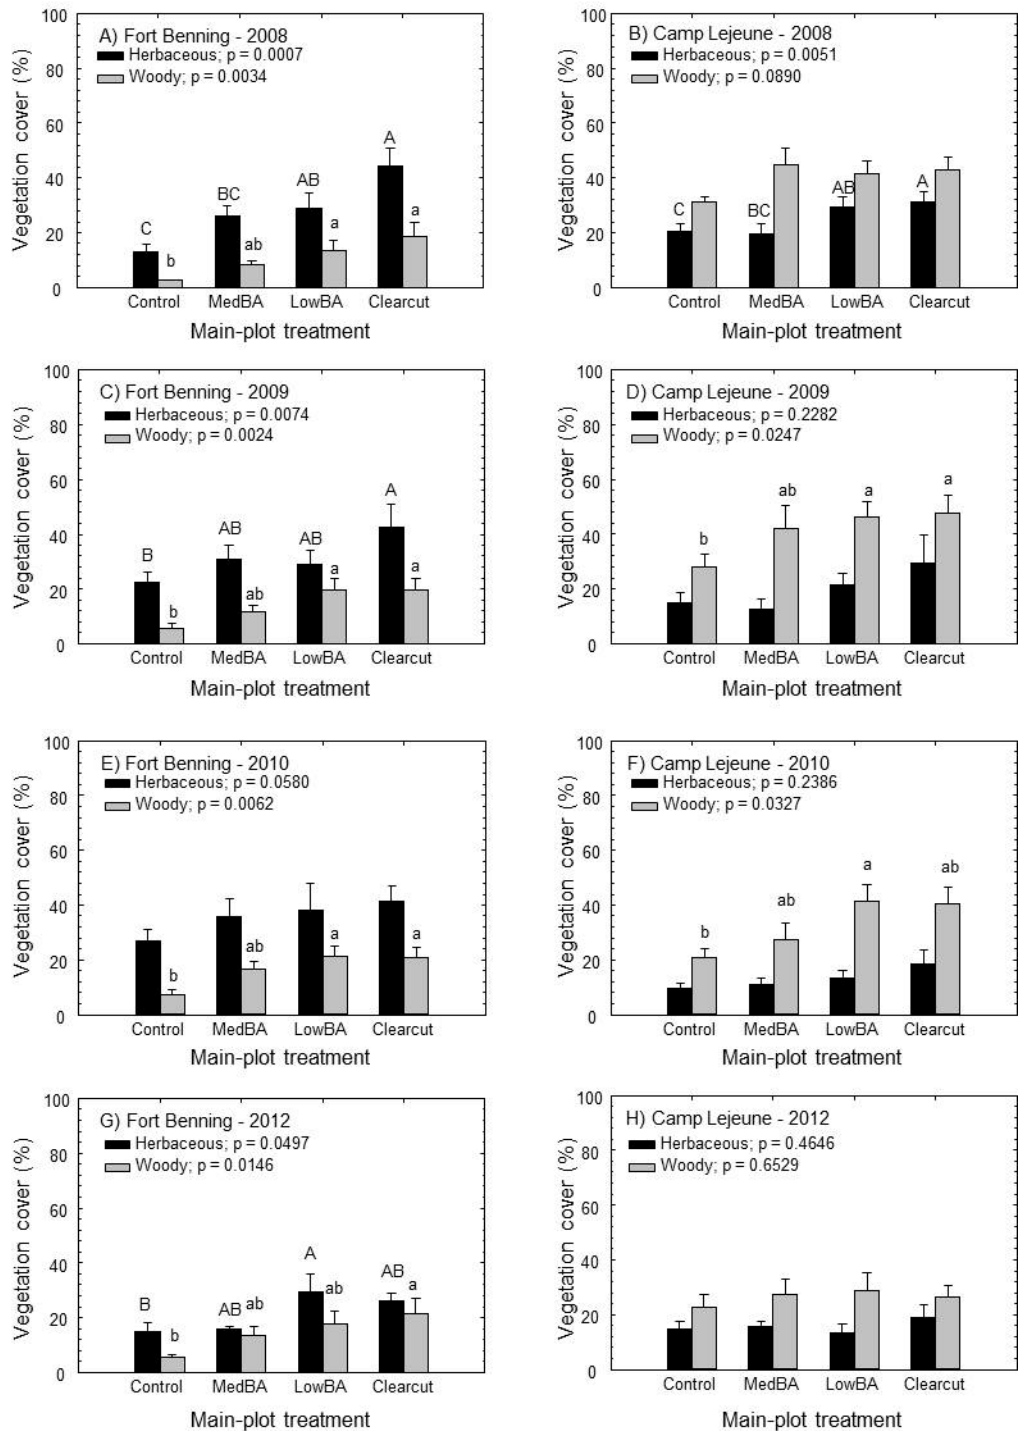 A) Fort Benning - 2008
Herbaceous; p = 0.0007
Woody; p = 0.0034
Vegetation cover (%)
100
80
60
40
20
0
C
b
BC
ab
AB
a
A
a
Control MedBA LowBA Clearcut
Main-plot treatment
B) Camp Lejeune - 2008
Herbaceous; p = 0.0051
Woody; p = 0.0890
Vegetation cover (%)
100
80
60
40
20
0
C
BC
AB
A
Control MedBA LowBA Clearcut
Main-plot treatment
C) Fort Benning - 2009
Herbaceous; p = 0.0074
Woody; p = 0.0024
Vegetation cover (%)
100
80
60
40
20
0
B
b
AB
ab
AB
a
A
a
Control MedBA LowBA Clearcut
Main-plot treatment
D) Camp Lejeune - 2009
Herbaceous; p = 0.2282
Woody; p = 0.0247
Vegetation cover (%)
100
80
60
40
20
0
b
ab
a
a
Control MedBA LowBA Clearcut
Main-plot treatment
E) Fort Benning - 2010
Herbaceous; p = 0.0580
Woody; p = 0.0062
Vegetation cover (%)
100
80
60
40
20
0
b
ab
a
a
Control MedBA LowBA Clearcut
Main-plot treatment
F) Camp Lejeune - 2010
Herbaceous; p = 0.2386
Woody; p = 0.0327
Vegetation cover (%)
100
80
60
40
20
0
b
ab
a
ab
Control MedBA LowBA Clearcut
Main-plot treatment
G) Fort Benning - 2012
Herbaceous; p = 0.0497
Woody; p = 0.0146
Vegetation cover (%)
100
80
60
40
20
0
B
b
AB
ab
A
ab
AB
a
Control MedBA LowBA Clearcut
Main-plot treatment
H) Camp Lejeune - 2012
Herbaceous; p = 0.4646
Woody; p = 0.6529
Vegetation cover (%)
100
80
60
40
20
0
Control MedBA LowBA Clearcut
Main-plot treatment